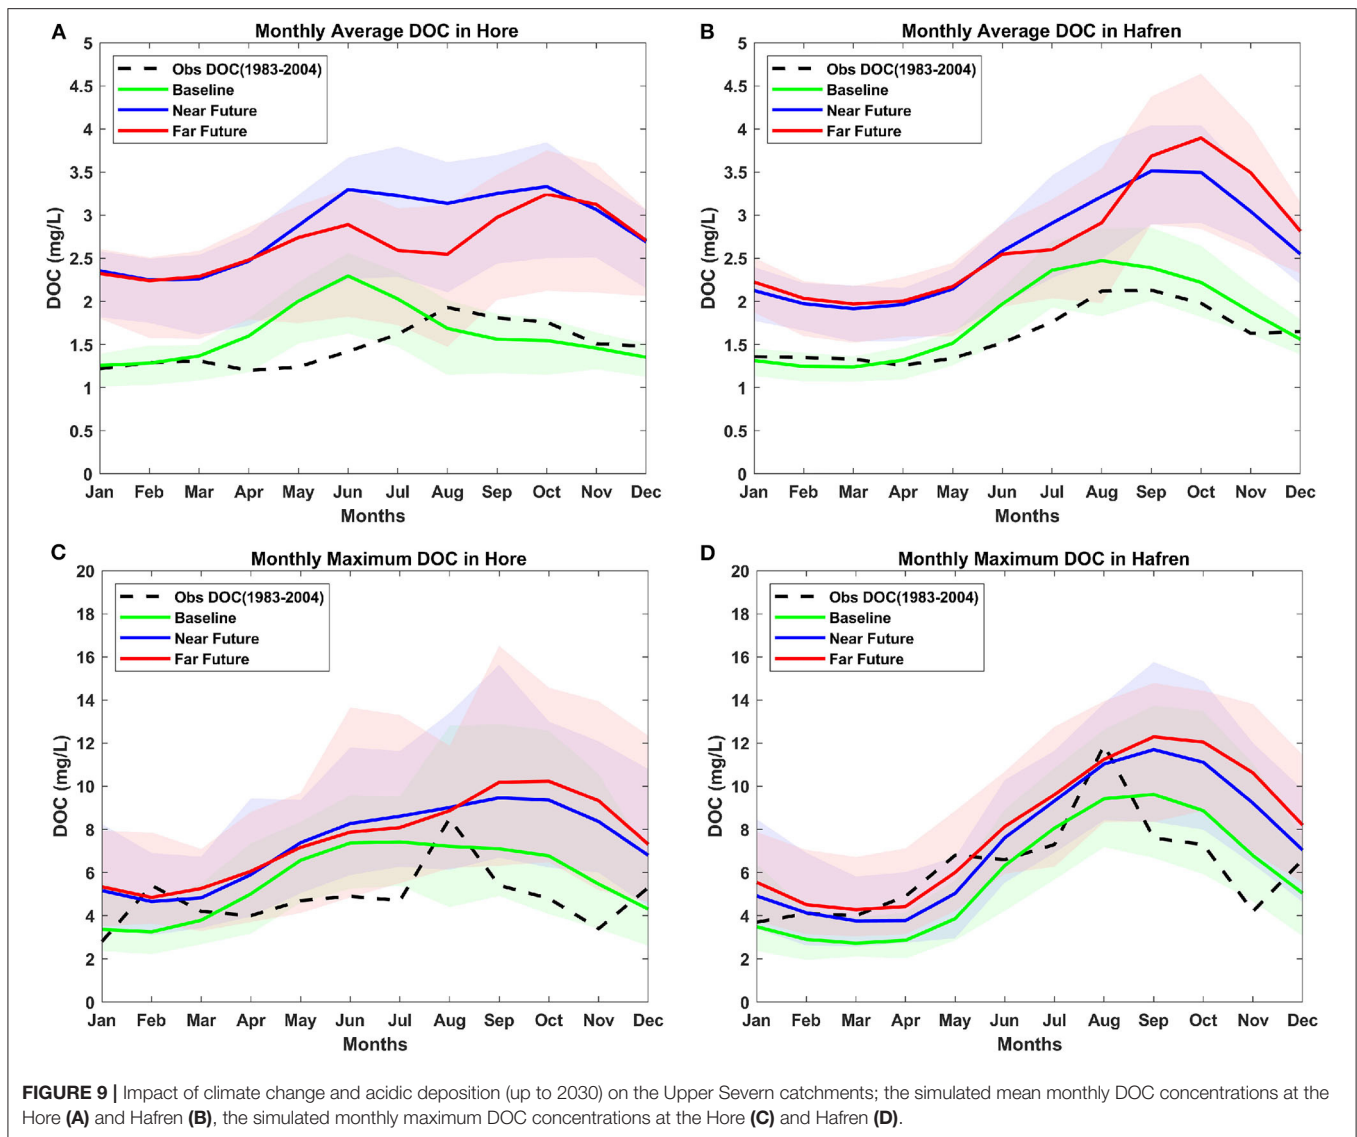 A
Monthly Average DOC in Hore
5
4.5
4
3.5
3
2.5
2
1.5
1
0.5
0
DOC (mg/L)
Obs DOC(1983-2004)
Baseline
Near Future
Far Future
Jan Feb Mar Apr May Jun Jul Aug Sep Oct Nov Dec
Months
B
Monthly Average DOC in Hafren
5
4.5
4
3.5
3
2.5
2
1.5
1
0.5
0
DOC (mg/L)
Obs DOC(1983-2004)
Baseline
Near Future
Far Future
Jan Feb Mar Apr May Jun Jul Aug Sep Oct Nov Dec
Months
C
Monthly Maximum DOC in Hore
20
18
16
14
12
10
8
6
4
2
0
DOC (mg/L)
Obs DOC(1983-2004)
Baseline
Near Future
Far Future
Jan Feb Mar Apr May Jun Jul Aug Sep Oct Nov Dec
Months
D
Monthly Maximum DOC in Hafren
20
18
16
14
12
10
8
6
4
2
0
DOC (mg/L)
Obs DOC(1983-2004)
Baseline
Near Future
Far Future
Jan Feb Mar Apr May Jun Jul Aug Sep Oct Nov Dec
Months
FIGURE 9 | Impact of climate change and acidic deposition (up to 2030) on the Upper Severn catchments; the simulated mean monthly DOC concentrations at the
Hore (A) and Hafren (B), the simulated monthly maximum DOC concentrations at the Hore (C) and Hafren (D).